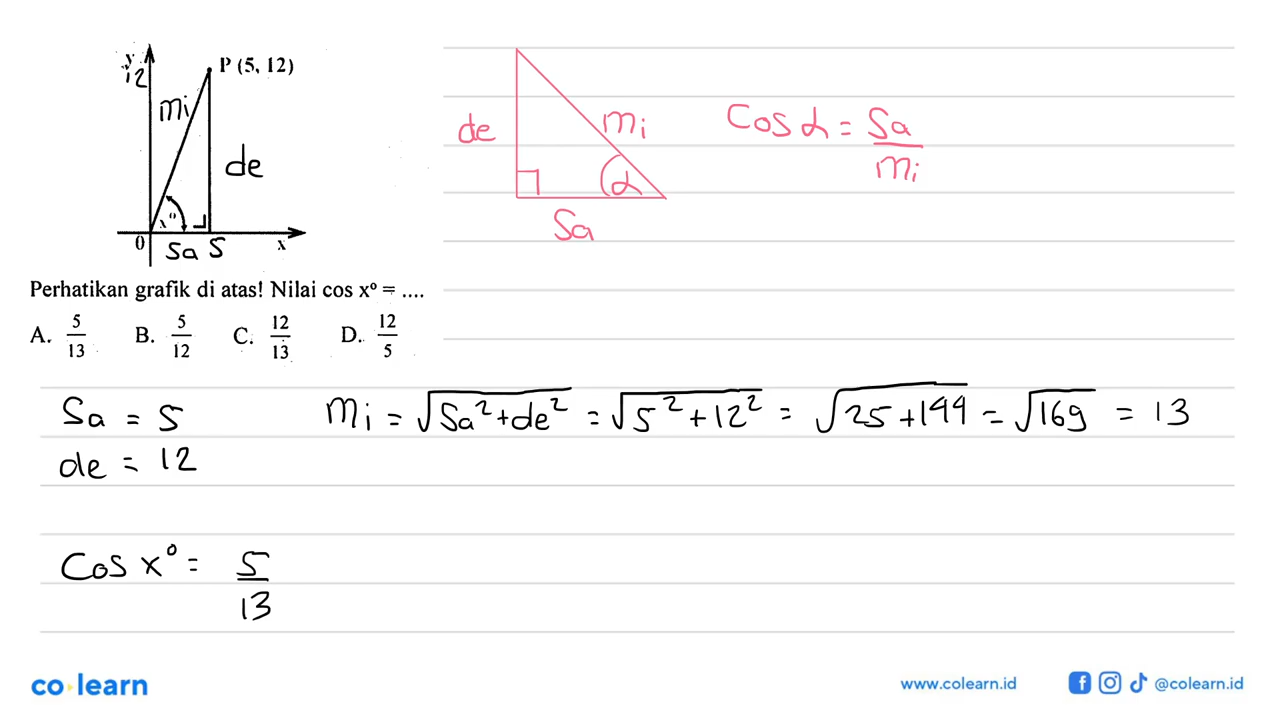 y
12
P (5, 12)
mi
de
x°
0
sa 5
x
de
mi
α
sa
Cos α = sa/mi
Perhatikan grafik di atas! Nilai cos x° = ....
A. 5/13 B. 5/12 C. 12/13 D. 12/5
Sa = 5
de = 12
mi = √sa²+de² = √5²+12² = √25+144 = √169 = 13
Cos x° = 5/13
co learn
www.colearn.id
@colearn.id